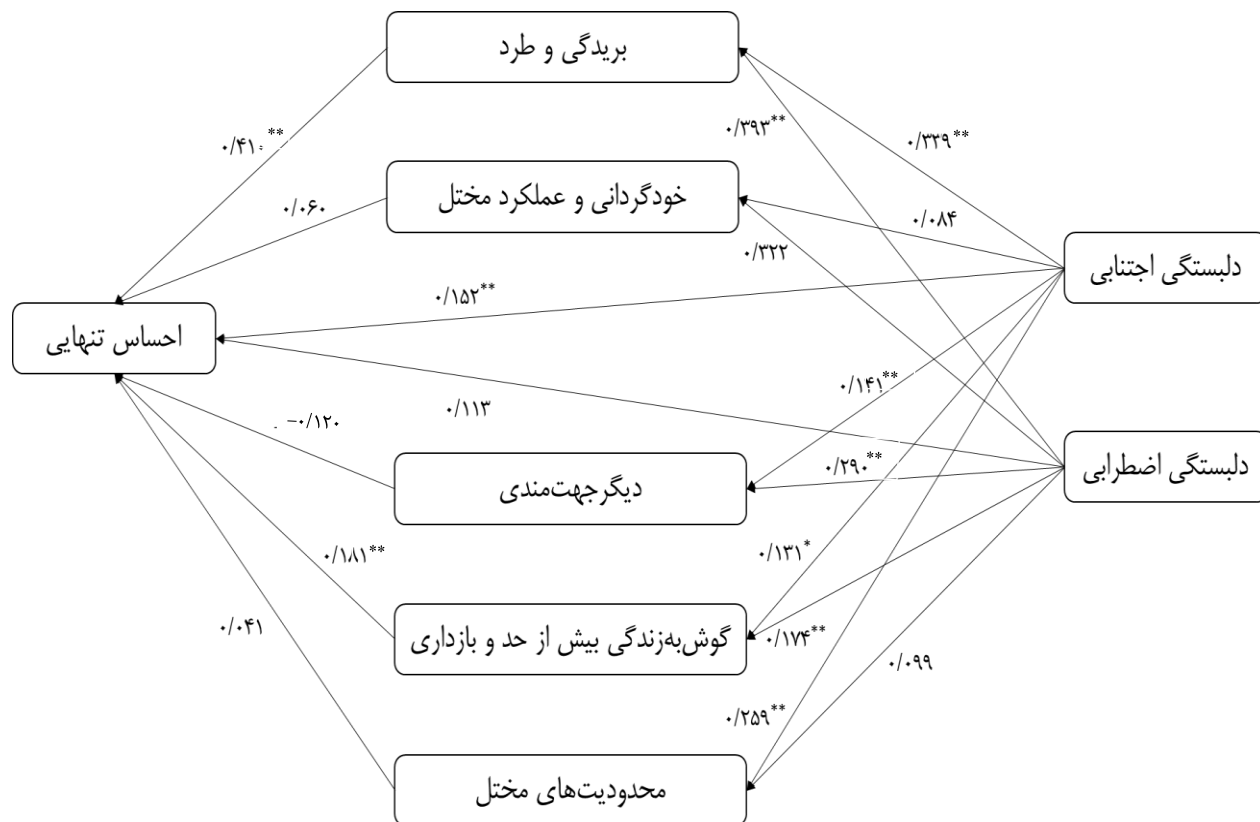 بریدگی و طرد
۰/۳۹۳**
۰/۳۲۹**
۰/۴۱۰**
خودگردانی و عملکرد مختل
۰/۰۶۰
۰/۰۸۴
۰/۳۲۲
دلبستگی اجتنابی
۰/۱۵۲**
احساس تنهایی
۰/۱۴۱**
۰/۱۱۳
-۰/۱۲۰
۰/۲۹۰**
دلبستگی اضطرابی
دیگرجهت‌مندی
۰/۱۸۱**
۰/۱۳۱*
گوش‌به‌زندگی بیش از حد و بازداری
۰/۰۴۱
۰/۱۷۴**
۰/۰۹۹
۰/۲۵۹**
محدودیت‌های مختل